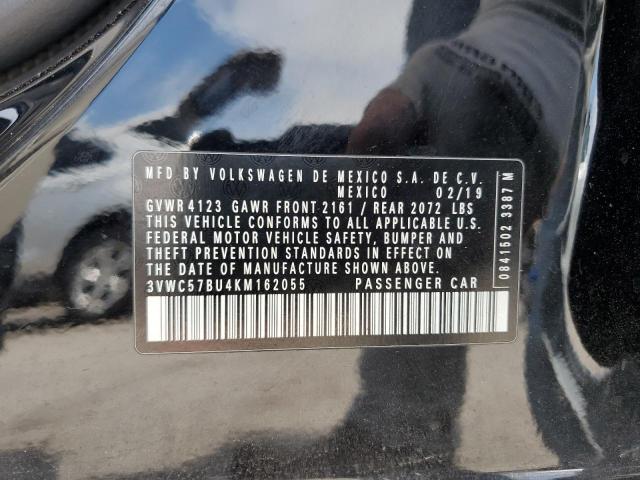 MFD BY VOLKSWAGEN DE MEXICO S.A. DE C.V.
MEXICO 02/19
GVWR 4123 GAWR FRONT 2161 / REAR 2072 LBS
THIS VEHICLE CONFORMS TO ALL APPLICABLE U.S.
FEDERAL MOTOR VEHICLE SAFETY, BUMPER AND
THEFT PREVENTION STANDARDS IN EFFECT ON
THE DATE OF MANUFACTURE SHOWN ABOVE.
3VWC57BU4KM162055 PASSENGER CAR
0841502 3387 M